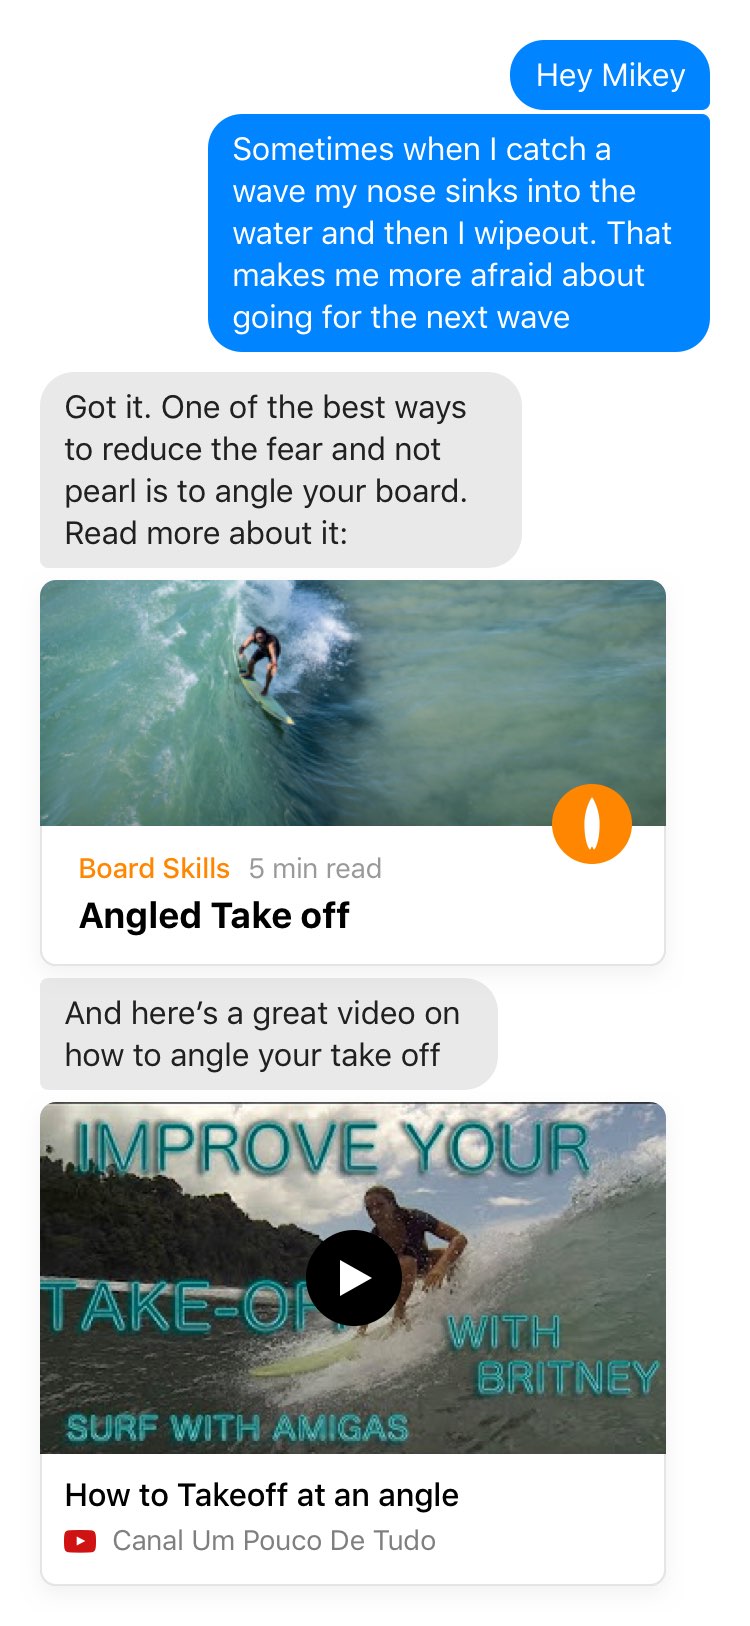 Hey Mikey
Sometimes when I catch a
wave my nose sinks into the
water and then I wipeout. That
makes me more afraid about
going for the next wave
Got it. One of the best ways
to reduce the fear and not
pearl is to angle your board.
Read more about it:
Board Skills 5 min read
Angled Take off
And here’s a great video on
how to angle your take off
IMPROVE YOUR
TAKE-OF
WITH
BRITNEY
SURF WITH AMIGAS
How to Takeoff at an angle
Canal Um Pouco De Tudo